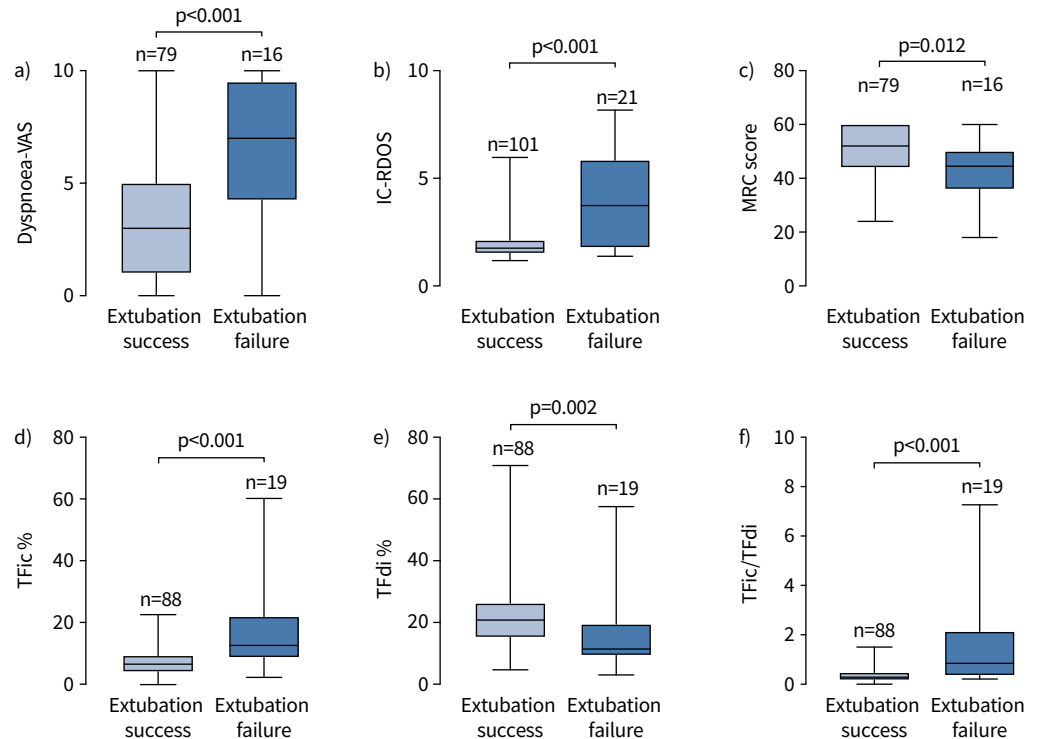 a)
p<0.001
n=79
n=16
Dyspnoea-VAS
10
5
0
Extubation
success
Extubation
failure
b)
p<0.001
n=101
n=21
IC-RDOS
10
5
0
Extubation
success
Extubation
failure
c)
p=0.012
n=79
n=16
MRC score
80
60
40
20
0
Extubation
success
Extubation
failure
d)
p<0.001
n=88
n=19
TFic %
80
60
40
20
0
Extubation
success
Extubation
failure
e)
p=0.002
n=88
n=19
TFdi %
80
60
40
20
0
Extubation
success
Extubation
failure
f)
p<0.001
n=88
n=19
TFic/TFdi
10
8
6
4
2
0
Extubation
success
Extubation
failure